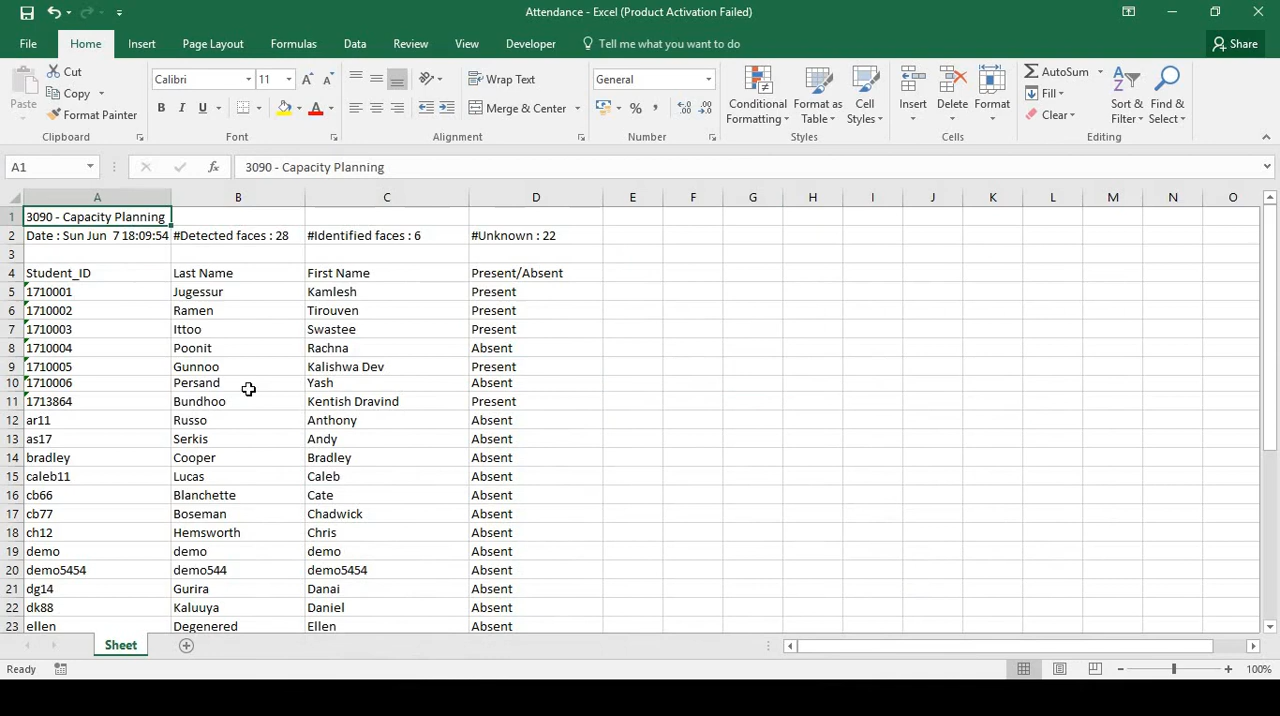 Attendance - Excel (Product Activation Failed)
File Home Insert Page Layout Formulas Data Review View Developer Tell me what you want to do Share
Paste Cut Copy Format Painter Clipboard
Calibri 11 A A B I U A Font
Wrap Text Merge & Center Alignment
General % , Number
Conditional Formatting Format as Table Cell Styles Styles
Insert Delete Format Cells
AutoSum Fill Clear Sort & Filter Find & Select Editing
A1 fx 3090 - Capacity Planning
A B C D E F G H I J K L M N O
1 3090 - Capacity Planning
2 Date : Sun Jun 7 18:09:54 #Detected faces : 28 #Identified faces : 6 #Unknown : 22
3
4 Student_ID Last Name First Name Present/Absent
5 1710001 Jugessur Kamlesh Present
6 1710002 Ramen Tirouven Present
7 1710003 Ittoo Swastee Present
8 1710004 Poonit Rachna Absent
9 1710005 Gunnoo Kalishwa Dev Present
10 1710006 Persand Yash Absent
11 1713864 Bundhoo Kentish Dravind Present
12 ar11 Russo Anthony Absent
13 as17 Serkis Andy Absent
14 bradley Cooper Bradley Absent
15 caleb11 Lucas Caleb Absent
16 cb66 Blanchette Cate Absent
17 cb77 Boseman Chadwick Absent
18 ch12 Hemsworth Chris Absent
19 demo demo demo Absent
20 demo5454 demo544 demo5454 Absent
21 dg14 Gurira Danai Absent
22 dk88 Kaluuya Daniel Absent
23 ellen Degenered Ellen Absent
Sheet
Ready 100%